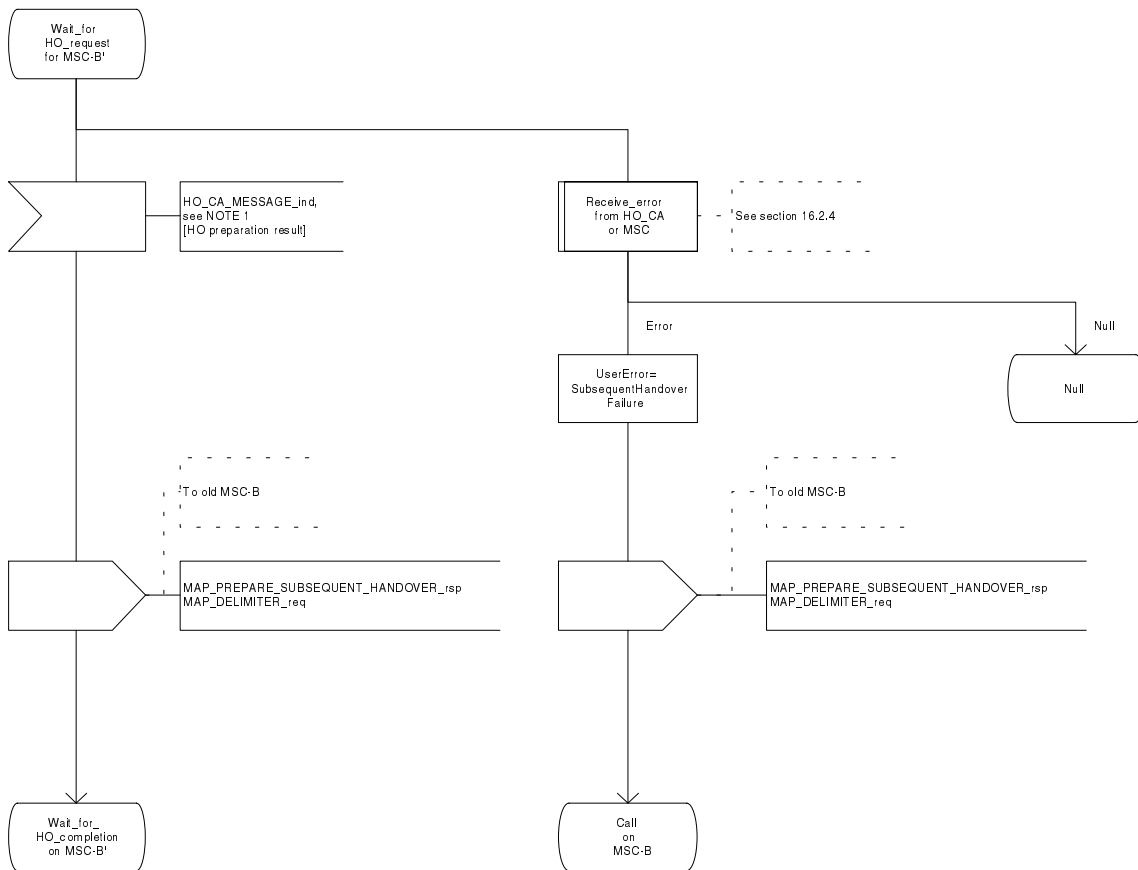 Wait_for
HO_request
for MSC-B'
HO_CA_MESSAGE_ind,
see NOTE 1
[HO preparation result]
Receive_error
from HO_CA
or MSC
See section 16.2.4
Error
Null
UserError=
SubsequentHandover
Failure
Null
To old MSC-B
To old MSC-B
MAP_PREPARE_SUBSEQUENT_HANDOVER_rsp
MAP_DELIMITER_req
MAP_PREPARE_SUBSEQUENT_HANDOVER_rsp
MAP_DELIMITER_req
Wait_for_
HO_completion
on MSC-B'
Call
on
MSC-B